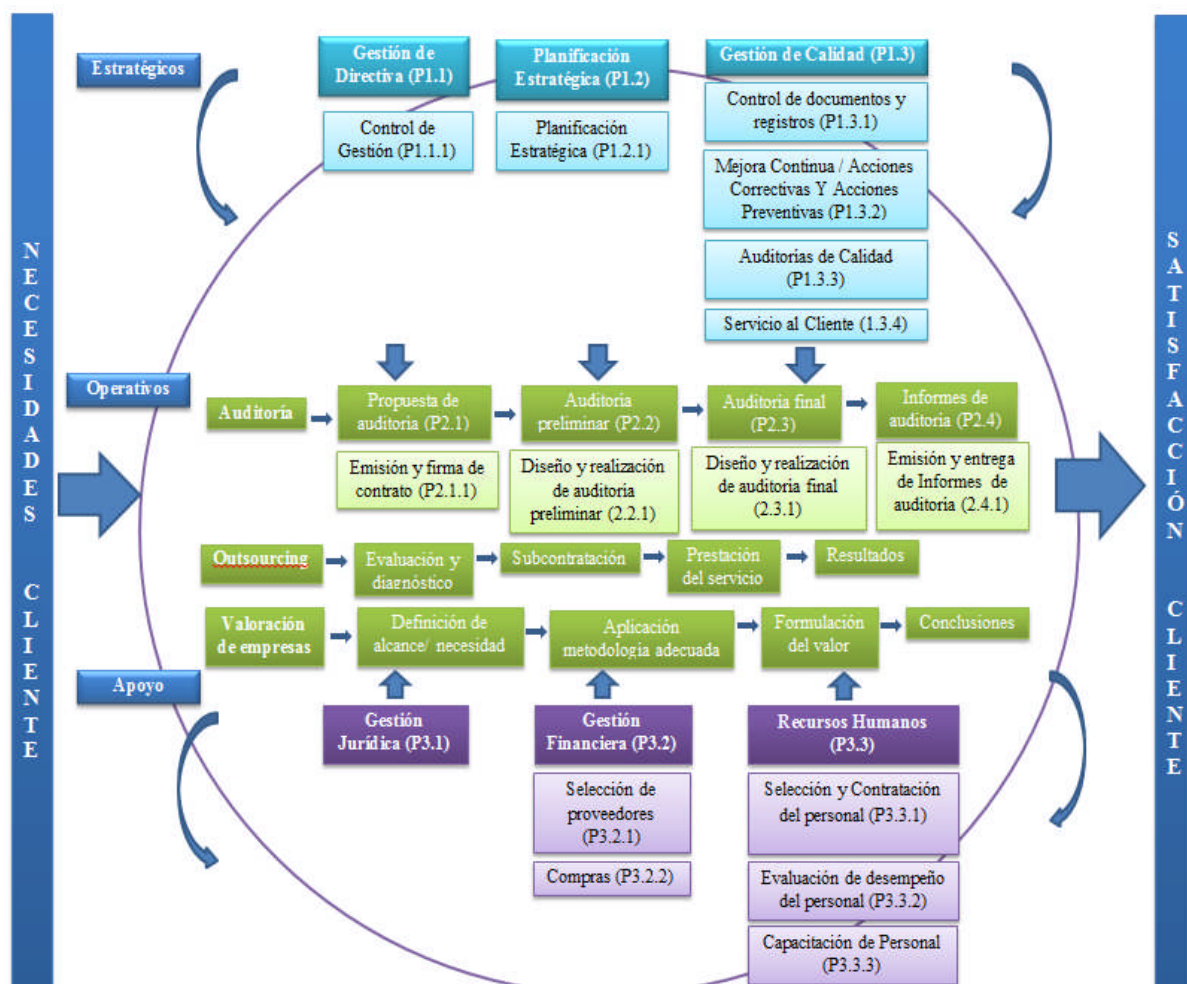 Estratégicos
Gestión de
Directiva (P1.1)
Planificación
Estratégica (P1.2)
Gestión de Calidad (P1.3)
Control de
Gestión (P1.1.1)
Planificación
Estratégica (P1.2.1)
Control de documentos y
registros (P1.3.1)
Mejora Continua / Acciones
Correctivas Y Acciones
Preventivas (P1.3.2)
Auditorías de Calidad
(P1.3.3)
Servicio al Cliente (1.3.4)
NECESIDADES CLIENTE
Operativos
Auditoría
Propuesta de
auditoria (P2.1)
Auditoria
preliminar (P2.2)
Auditoria final
(P2.3)
Informes de
auditoria (P2.4)
Emisión y firma de
contrato (P2.1.1)
Diseño y realización
de auditoria
preliminar (2.2.1)
Diseño y realización
de auditoria final
(2.3.1)
Emisión y entrega
de Informes de
auditoría (2.4.1)
Outsourcing
Evaluación y
diagnóstico
Subcontratación
Prestación
del servicio
Resultados
Valoración
de empresas
Definición de
alcance/ necesidad
Aplicación
metodología adecuada
Formulación
del valor
Conclusiones
Apoyo
Gestión
Jurídica (P3.1)
Gestión
Financiera (P3.2)
Recursos Humanos
(P3.3)
Selección de
proveedores
(P3.2.1)
Compras (P3.2.2)
Selección y Contratación
del personal (P3.3.1)
Evaluación de desempeño
del personal (P3.3.2)
Capacitación de Personal
(P3.3.3)
SATISFACCIÓN CLIENTE